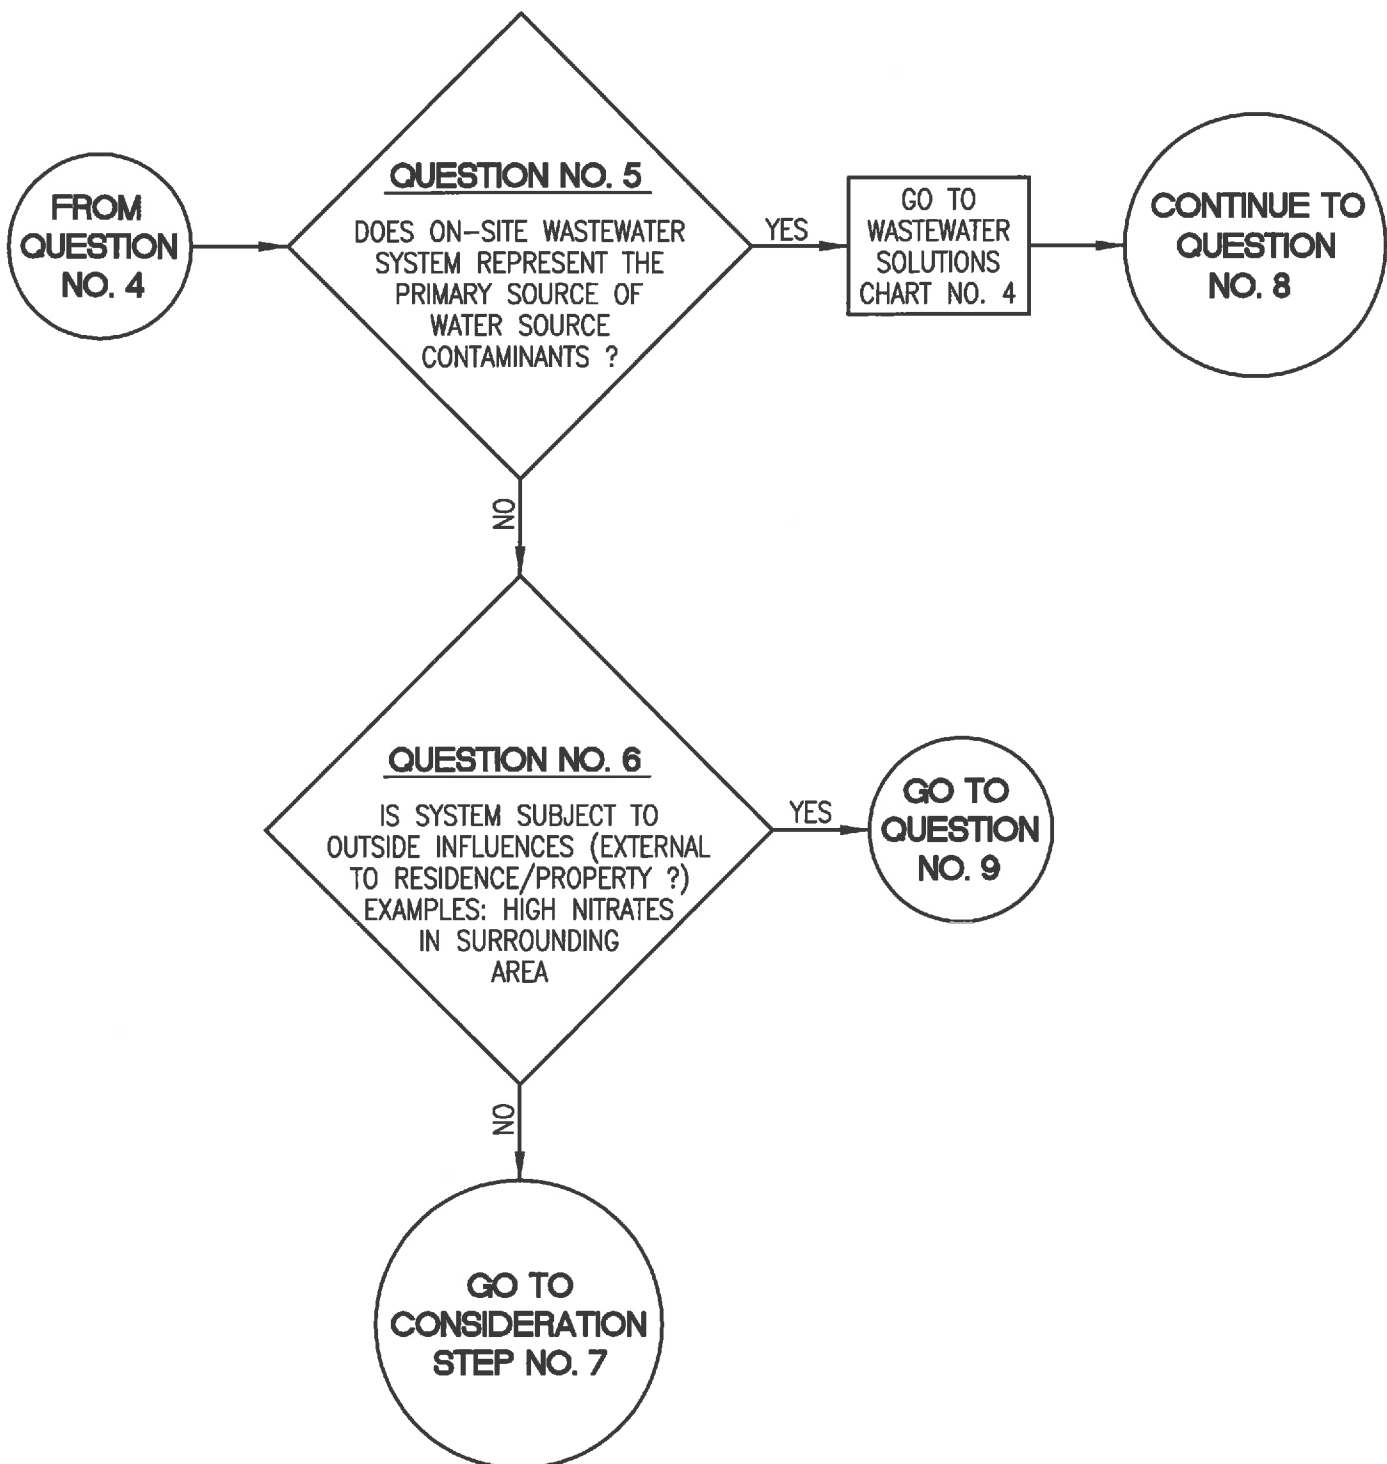 FROM
QUESTION
NO. 4
QUESTION NO. 5
DOES ON-SITE WASTEWATER
SYSTEM REPRESENT THE
PRIMARY SOURCE OF
WATER SOURCE
CONTAMINANTS ?
YES
GO TO
WASTEWATER
SOLUTIONS
CHART NO. 4
CONTINUE TO
QUESTION
NO. 8
NO
QUESTION NO. 6
IS SYSTEM SUBJECT TO
OUTSIDE INFLUENCES (EXTERNAL
TO RESIDENCE/PROPERTY ?)
EXAMPLES: HIGH NITRATES
IN SURROUNDING
AREA
YES
GO TO
QUESTION
NO. 9
NO
GO TO
CONSIDERATION
STEP NO. 7